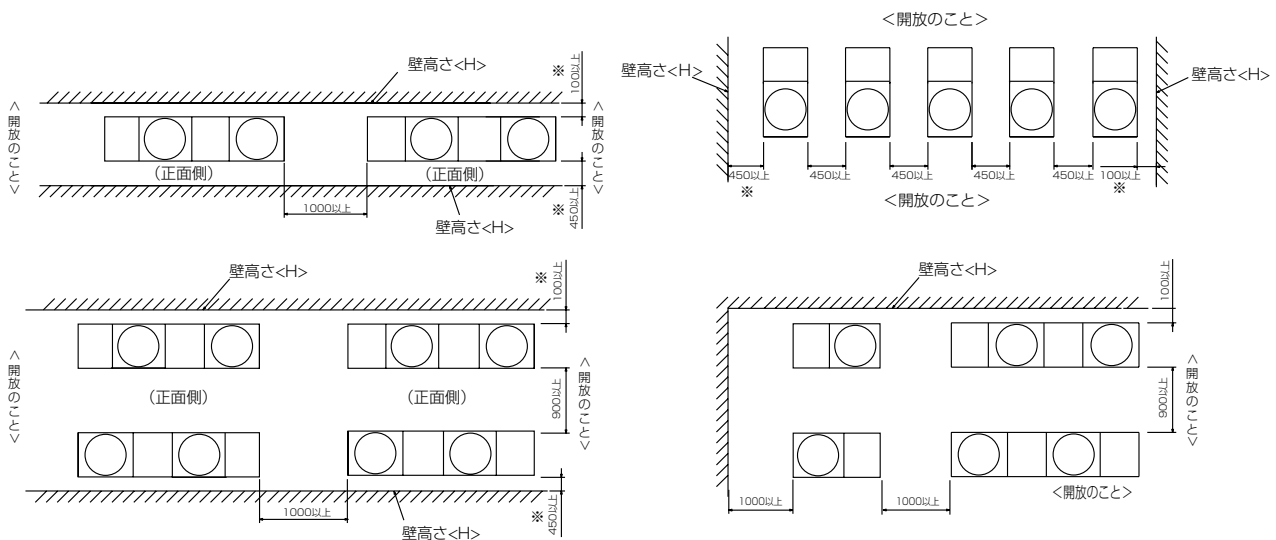 壁高さ<H>
※
100以上
<開放のこと>
<開放のこと>
(正面側)
(正面側)
1000以上
※
450以上
壁高さ<H>
<開放のこと>
壁高さ<H>
壁高さ<H>
450以上
※
450以上
450以上
450以上
450以上
100以上
※
<開放のこと>
壁高さ<H>
※
100以上
<開放のこと>
(正面側)
(正面側)
900以上
<開放のこと>
1000以上
※
450以上
壁高さ<H>
壁高さ<H>
100以上
900以上
<開放のこと>
<開放のこと>
1000以上
1000以上